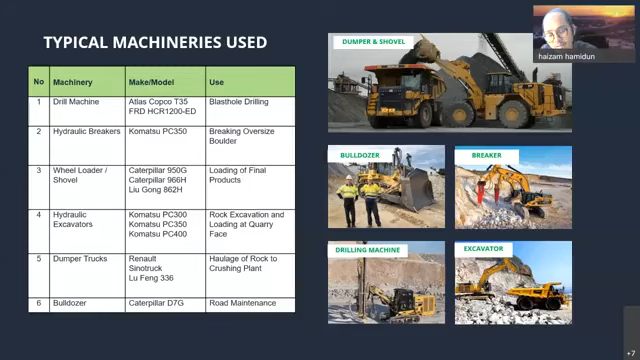 TYPICAL MACHINERIES USED
No Machinery Make/Model Use
1 Drill Machine Atlas Copco T35 Blasthole Drilling
FRD HCR1200-ED
2 Hydraulic Breakers Komatsu PC350 Breaking Oversize
Boulder
3 Wheel Loader / Caterpillar 950G Loading of Final
Shovel Caterpillar 966H Products
Liu Gong 862H
4 Hydraulic Komatsu PC300 Rock Excavation and
Excavators Komatsu PC350 Loading at Quarry
Komatsu PC400 Face
5 Dumper Trucks Renault Haulage of Rock to
Sinotruck Crushing Plant
Lu Feng 336
6 Bulldozer Caterpillar D7G Road Maintenance
DUMPER & SHOVEL
haizam hamidun
BULLDOZER
BREAKER
DRILLING MACHINE
EXCAVATOR
+7